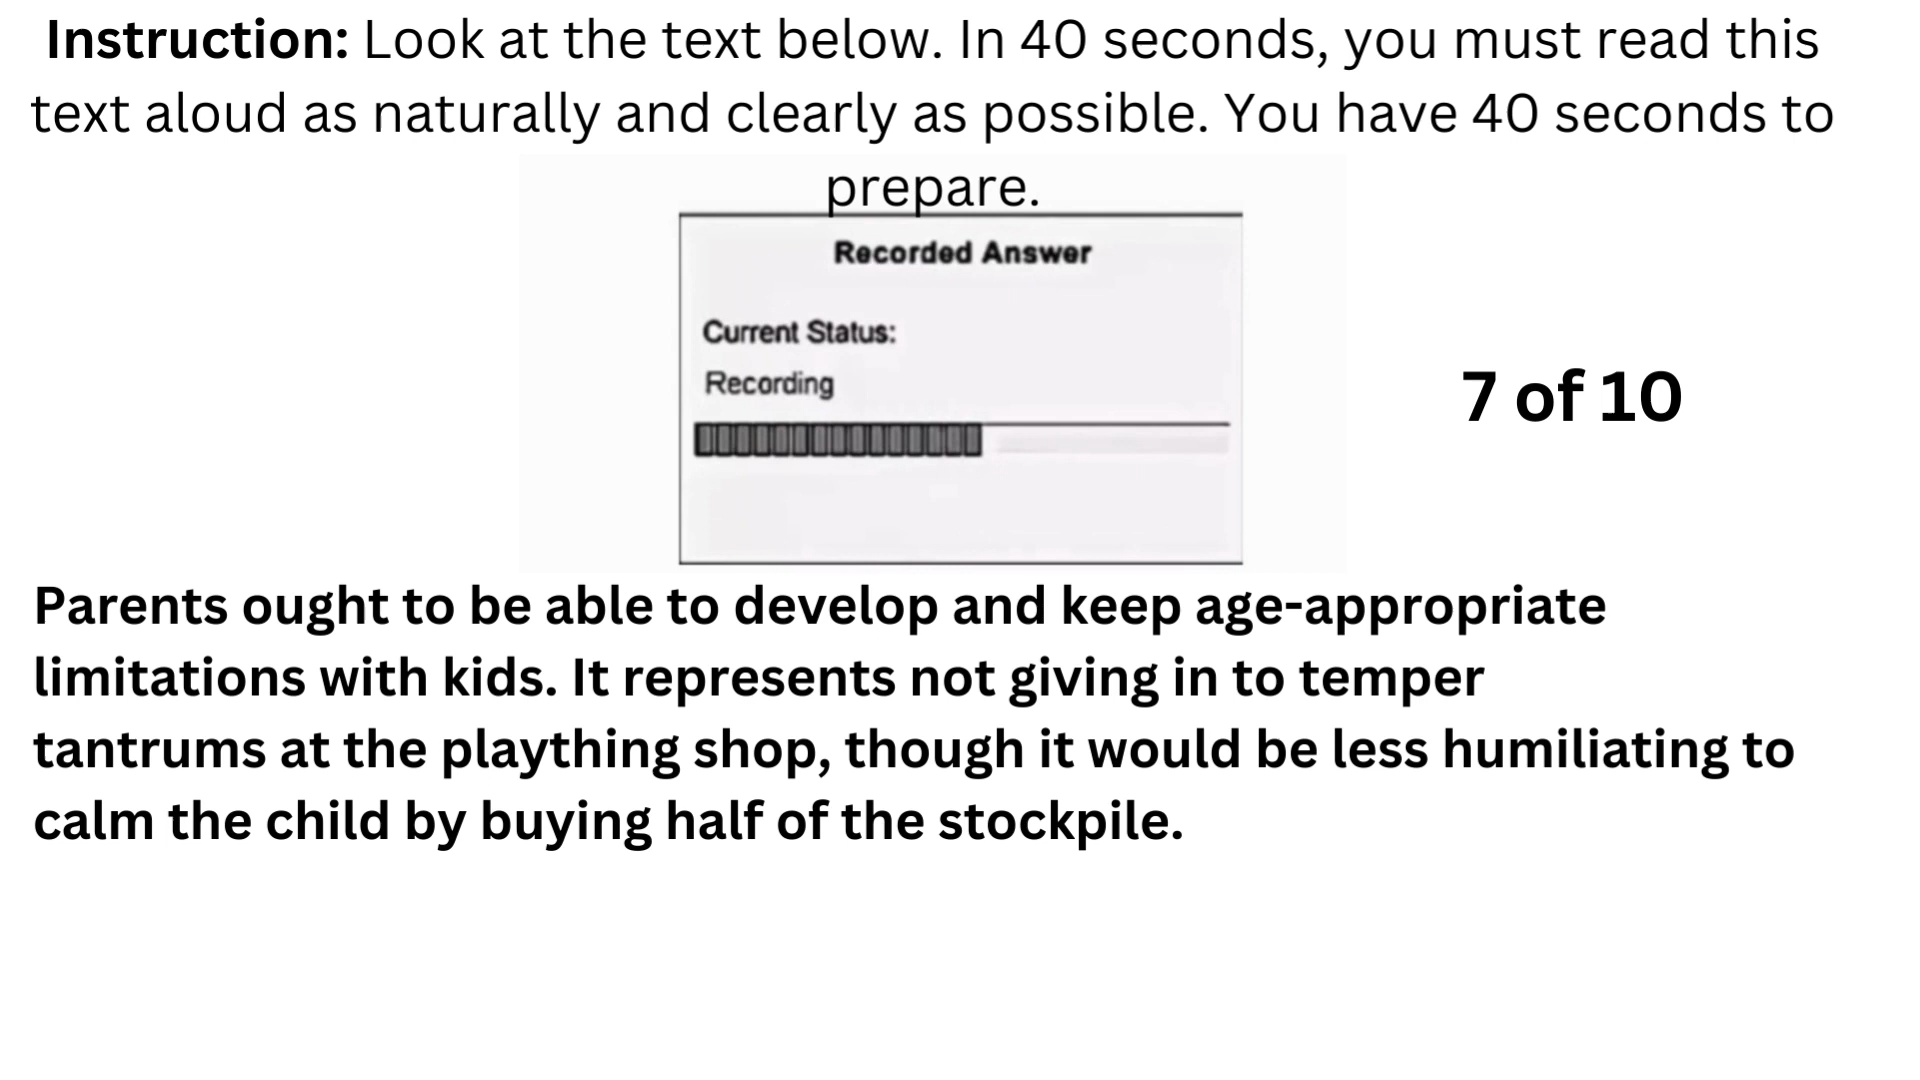 Instruction: Look at the text below. In 40 seconds, you must read this
text aloud as naturally and clearly as possible. You have 40 seconds to
prepare.
Recorded Answer
Current Status:
Recording
7 of 10
Parents ought to be able to develop and keep age-appropriate
limitations with kids. It represents not giving in to temper
tantrums at the plaything shop, though it would be less humiliating to
calm the child by buying half of the stockpile.